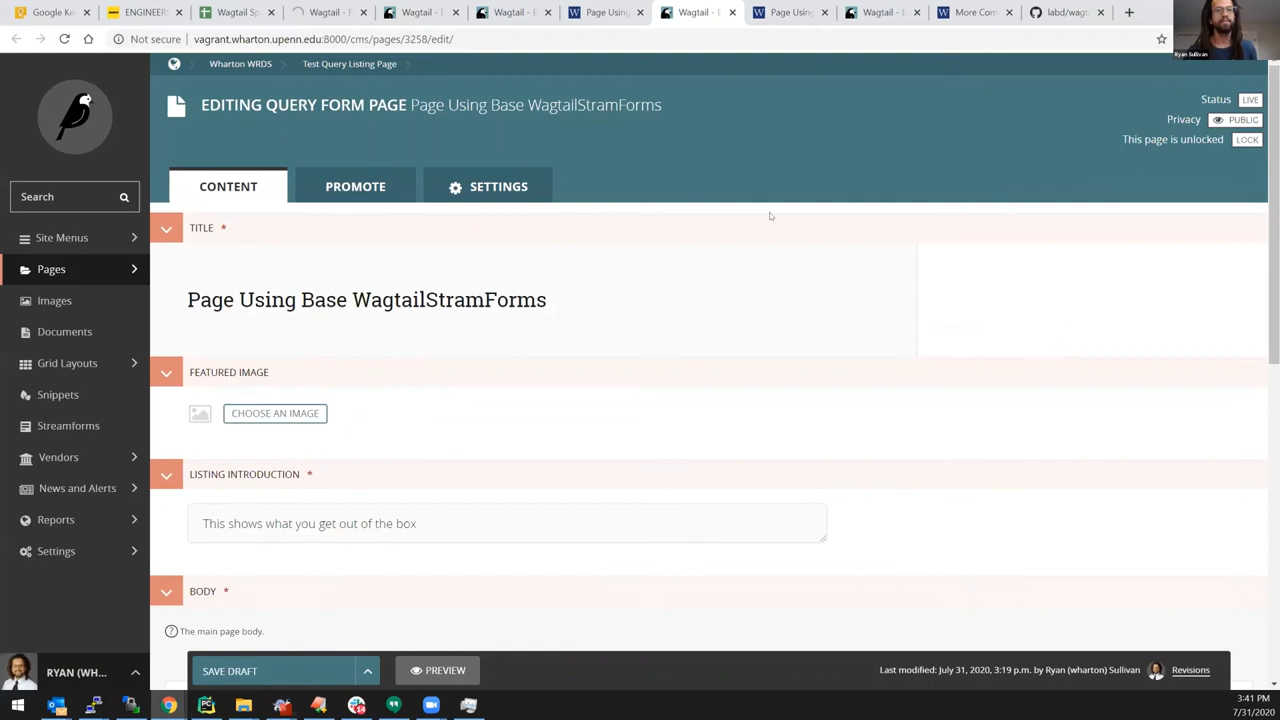 Google Ke
ENGINEER
Wagtail Sp
Wagtail - E
Wagtail - E
Wagtail - E
Page Using
Wagtail - E
Page Using
Wagtail - E
More Com
labd/wagt
Not secure
vagrant.wharton.upenn.edu:8000/cms/pages/3258/edit/
Ryan Sullivan
Wharton WRDS
Test Query Listing Page
EDITING QUERY FORM PAGE Page Using Base WagtailStramForms
Status LIVE
Privacy PUBLIC
This page is unlocked LOCK
CONTENT
PROMOTE
SETTINGS
Search
Site Menus
Pages
Images
Documents
Grid Layouts
Snippets
Streamforms
Vendors
News and Alerts
Reports
Settings
RYAN (WH...
TITLE *
Page Using Base WagtailStramForms
FEATURED IMAGE
CHOOSE AN IMAGE
LISTING INTRODUCTION *
This shows what you get out of the box
BODY *
The main page body.
SAVE DRAFT
PREVIEW
Last modified: July 31, 2020, 3:19 p.m. by Ryan (wharton) Sullivan
Revisions
3:41 PM
7/31/2020